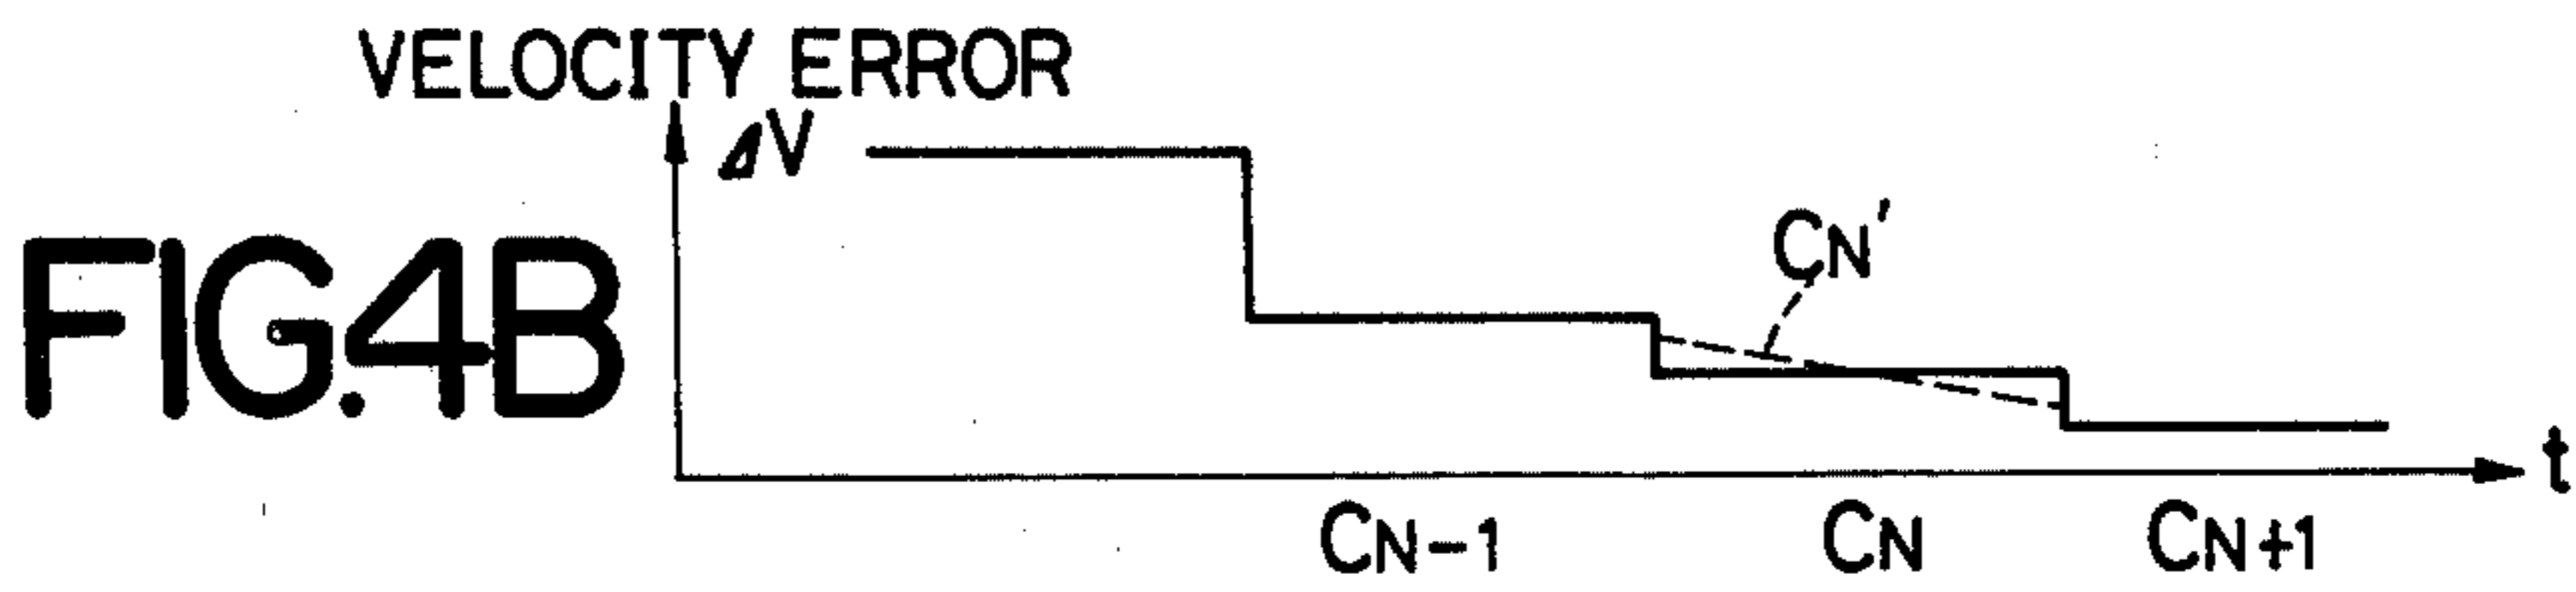 VELOCITY ERROR
ΔV
FIG.4B
CN'
t
CN-1 CN CN+1